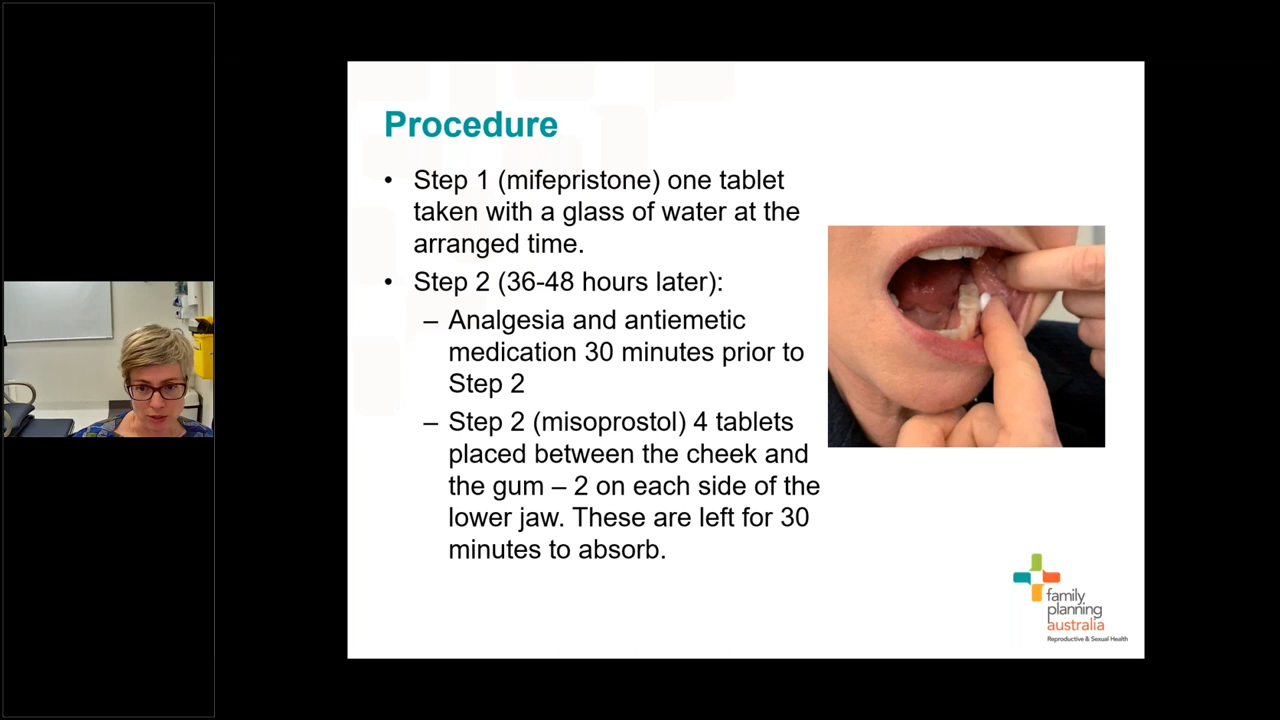 Procedure
• Step 1 (mifepristone) one tablet
taken with a glass of water at the
arranged time.
• Step 2 (36-48 hours later):
– Analgesia and antiemetic
medication 30 minutes prior to
Step 2
– Step 2 (misoprostol) 4 tablets
placed between the cheek and
the gum – 2 on each side of the
lower jaw. These are left for 30
minutes to absorb.
family
planning
australia
Reproductive & Sexual Health